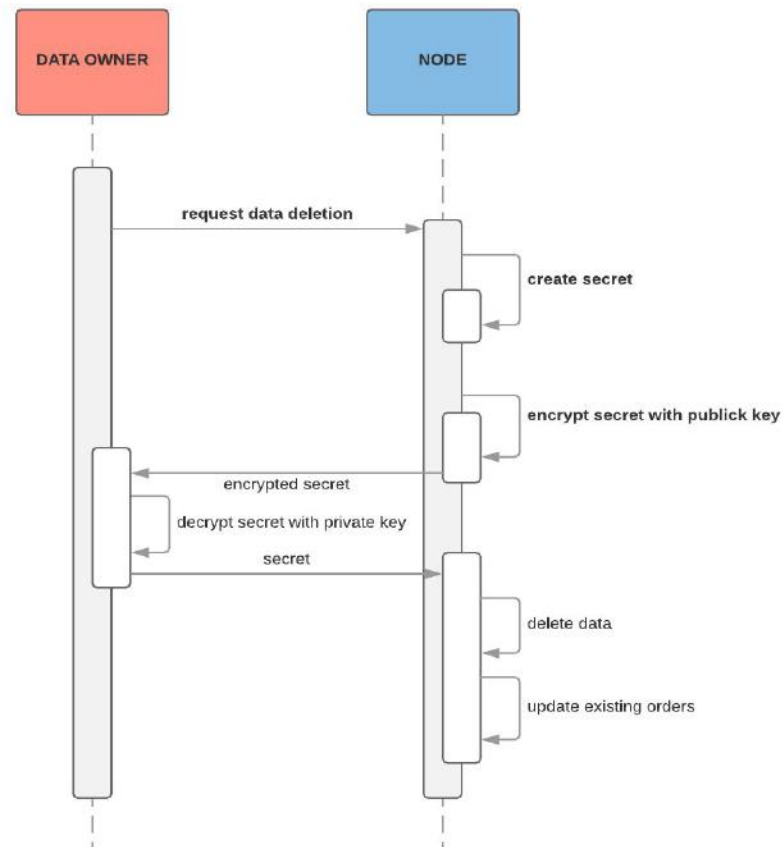 DATA OWNER
NODE
request data deletion
create secret
encrypt secret with publick key
encrypted secret
decrypt secret with private key
secret
delete data
update existing orders